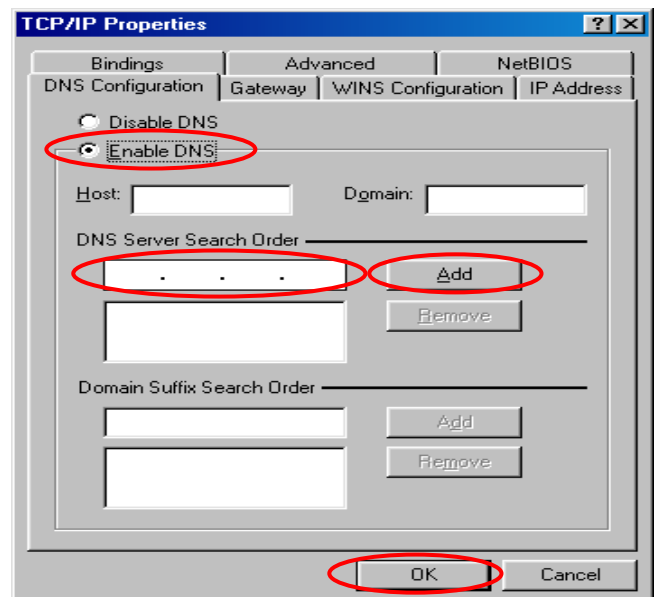 TCP/IP Properties ? ×
Bindings Advanced NetBIOS
DNS Configuration Gateway WINS Configuration IP Address
Disable DNS
Enable DNS
Host: Domain:
DNS Server Search Order
. . . Add
Remove
Domain Suffix Search Order
Add
Remove
OK Cancel